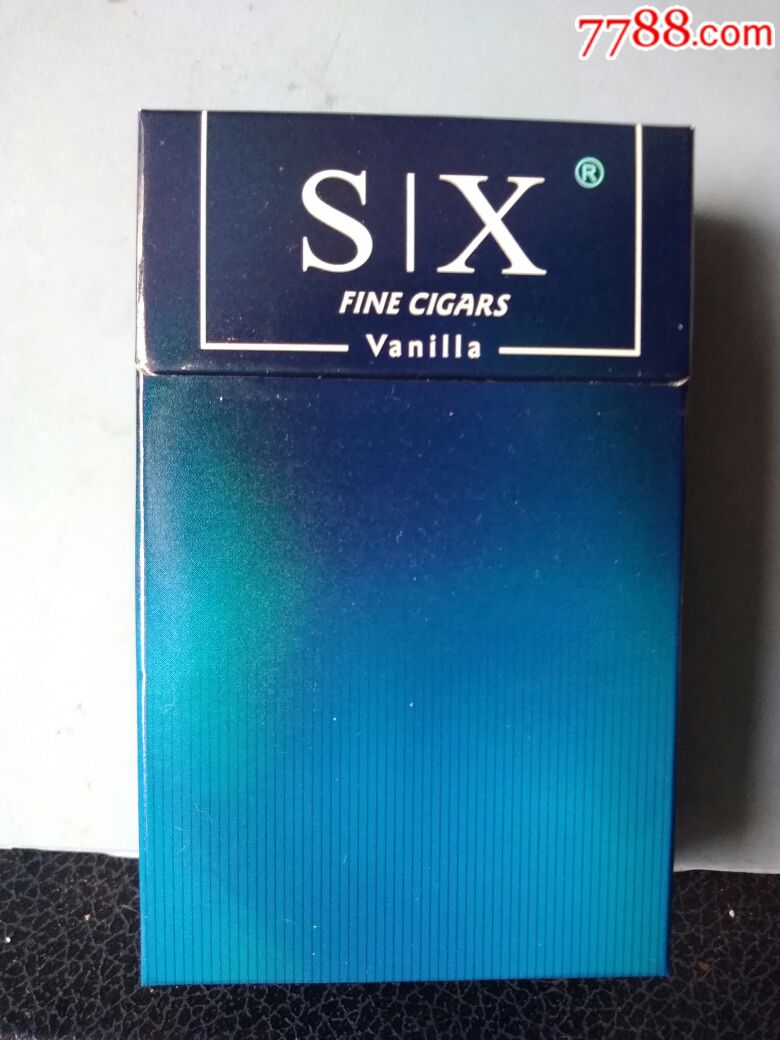 7788.com
S|X ®
FINE CIGARS
Vanilla